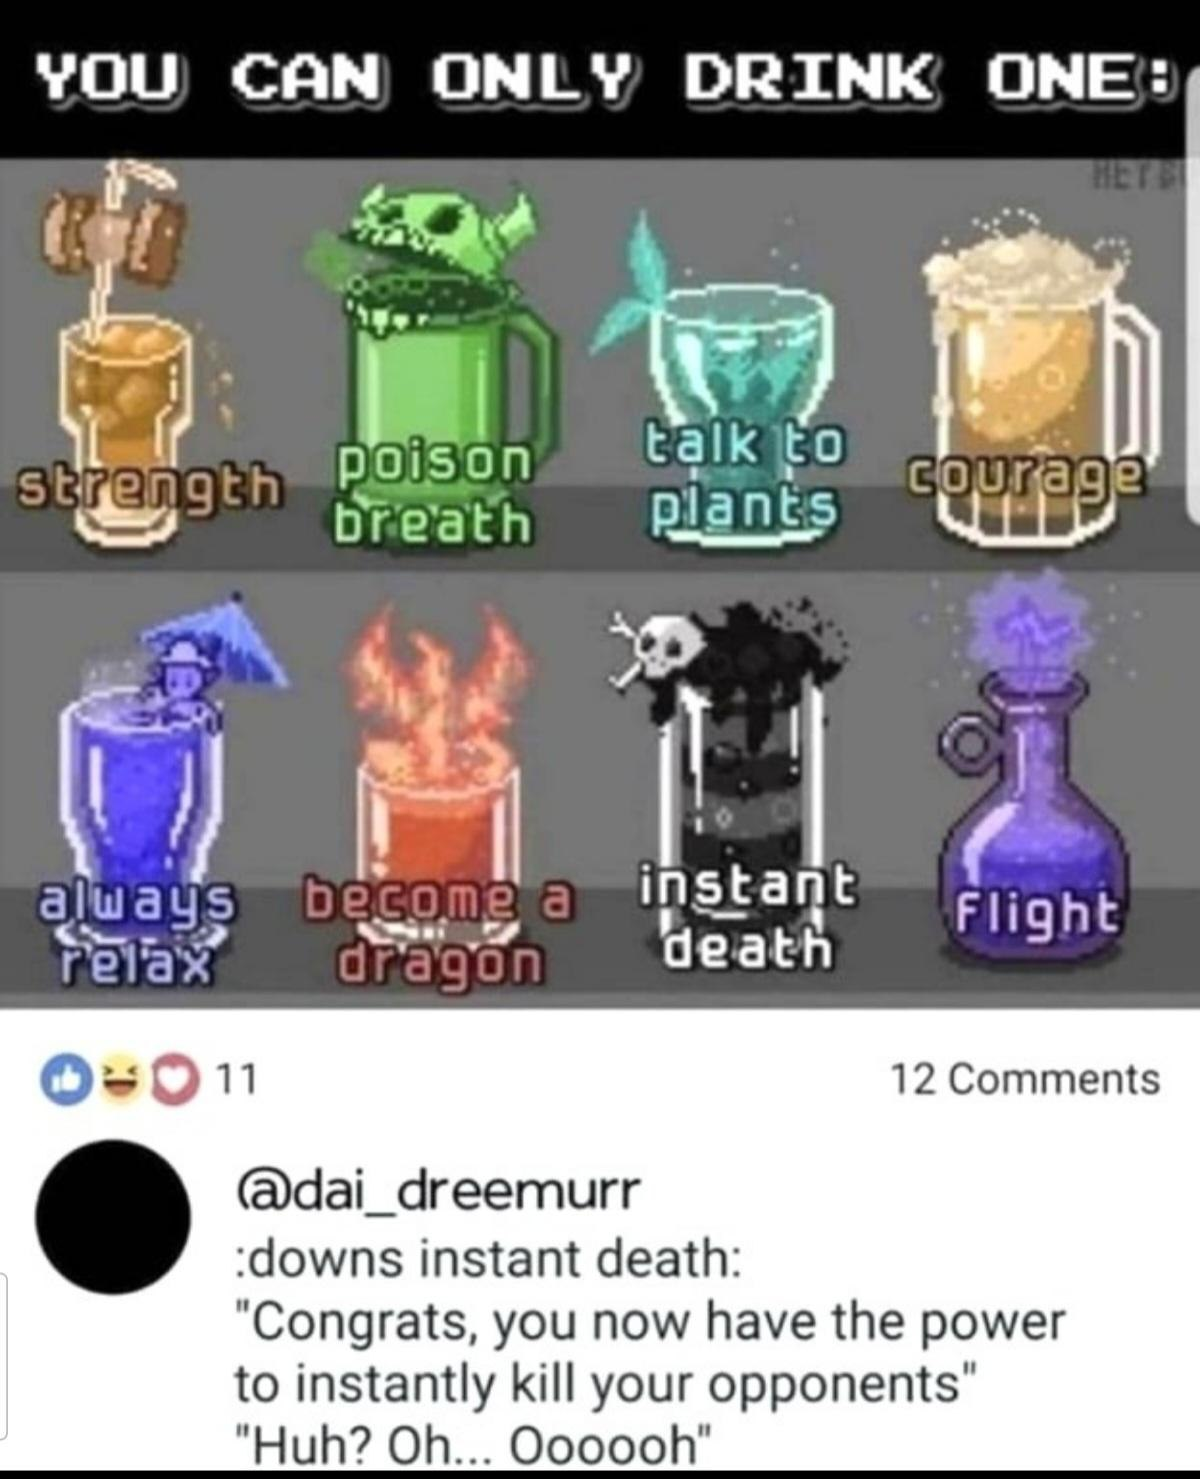 YOU CAN ONLY DRINK ONE:
strength
poison
breath
talk to
plants
courage
always
relax
become a
dragon
instant
death
Flight
11
12 Comments
@dai_dreemurr
:downs instant death:
"Congrats, you now have the power
to instantly kill your opponents"
"Huh? Oh... Oooooh"